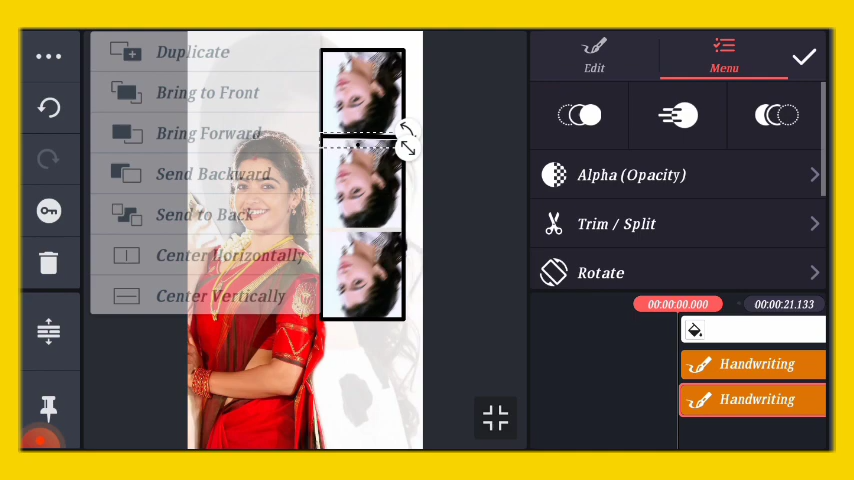 Duplicate
Bring to Front
Bring Forward
Send Backward
Send to Back
Center Horizontally
Center Vertically
Edit
Menu
Alpha (Opacity)
Trim / Split
Rotate
00:00:00.000
00:00:21.133
Handwriting
Handwriting